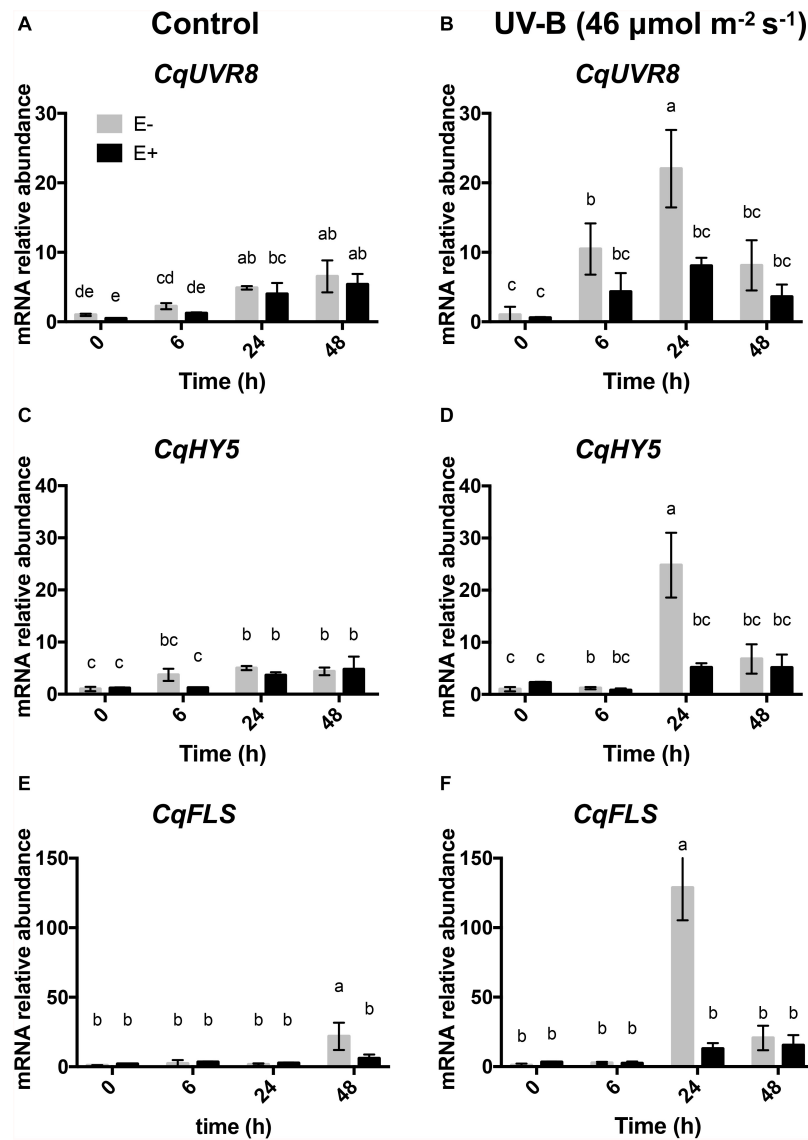 A Control
CqUVR8
mRNA relative abundance
30
20
10
0
E-
E+
de e cd de ab bc ab ab
0 6 24 48
Time (h)
B UV-B (46 μmol m⁻² s⁻¹)
CqUVR8
mRNA relative abundance
30
20
10
0
c c b bc a bc bc bc
0 6 24 48
Time (h)
C
CqHY5
mRNA relative abundance
40
30
20
10
0
c c bc c b b b b
0 6 24 48
Time (h)
D
CqHY5
mRNA relative abundance
40
30
20
10
0
c c b bc a bc bc bc
0 6 24 48
Time (h)
E
CqFLS
mRNA relative abundance
150
100
50
0
b b b b b b a b
0 6 24 48
time (h)
F
CqFLS
mRNA relative abundance
150
100
50
0
b b b b a b b b
0 6 24 48
Time (h)